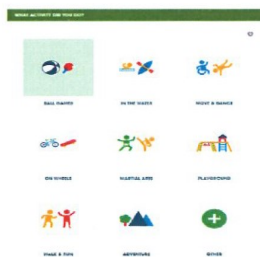 WHAT ACTIVITY DID YOU DO?
BALL GAMES
IN THE WATER
MOVE & DANCE
ON WHEELS
MARTIAL ARTS
PLAYGROUND
WALK & RUN
ADVENTURE
OTHER